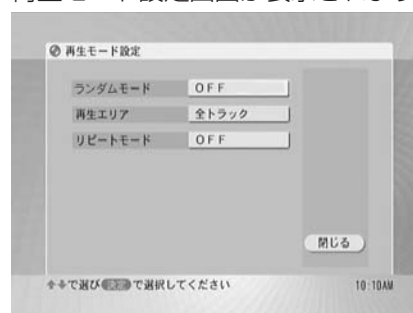 再生モード設定
ランダムモード OFF
再生エリア 全トラック
リピートモード OFF
閉じる
↑↓で選び 決定 で選択してください 10:10AM